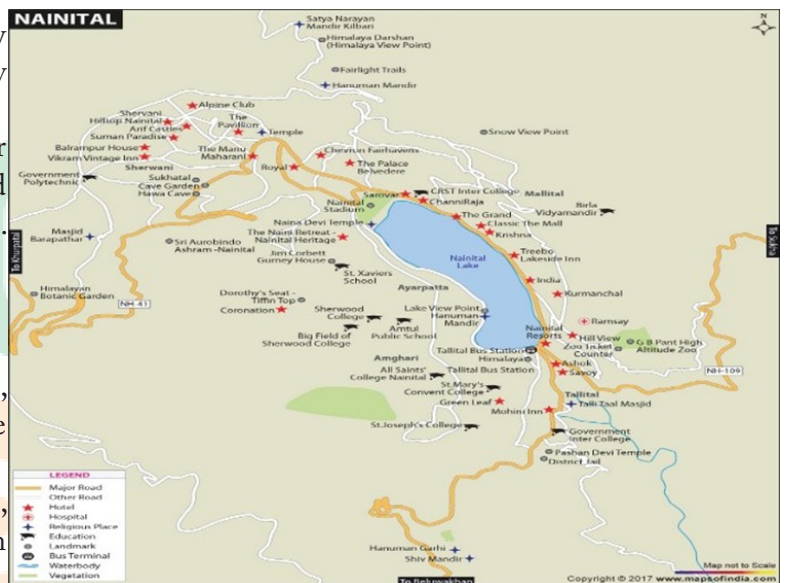 NAINITAL
N
Satya Narayan
Mandir Kilbari
Himalaya Darshan
(Himalaya View Point)
Fairlight Trails
Hanuman Mandir
Alpine Club
Shervani
Hilltop Nainital
Arif Castles
Suman Paradise
The
Pavillion
Temple
Snow View Point
Balrampur House
Vikram Vintage Inn
The Manu
Maharani
Chevron Fairhavens
The Palace
Belvedere
Royal
Sherwani
Government
Polytechnic
Sukhatal
Cave Garden
Hawa Cave
Sarovar
CRST Inter College
Mallital
ChanniRaja
Nainital
Stadium
Birla
Vidyamandir
The Grand
Classic The Mall
Krishna
Naina Devi Temple
The Naini Retreat -
Nainital Heritage
Masjid
Barapathar
Sri Aurobindo
Ashram -Nainital
Jim Corbett
Gurney House
St. Xaviers
School
Nainital
Lake
Treebo
Lakeside Inn
To Khurpatal
To Sukha
Ayarpatta
India
Kurmanchal
Himalayan
Botanic Garden
Dorothy's Seat -
Tiffin Top
Coronation
NH-41
Sherwood
College
Lake View Point
Hanuman
Mandir
Ramsay
Big Field of
Sherwood College
Amtul
Public School
Nainital
Resorts
Hill View
Zoo Ticket
Counter
G B Pant High
Altitude Zoo
Tallital Bus Station
Himalaya
Amghari
All Saints'
College Nainital
Tallital Bus Station
Ashok
Savoy
NH-109
St.Mary's
Convent College
Green Leaf
Mohini Inn
Tallital
Talli Taal Masjid
St.Joseph's College
Government
Inter College
Pashan Devi Temple
District Jail
LEGEND
Major Road
Other Road
Hotel
Hospital
Religious Place
Education
Landmark
Bus Terminal
Waterbody
Vegetation
Hanuman Garhi
Shiv Mandir
To Beluwakhan
Map not to Scale
Copyright © 2017 www.mapsofindia.com